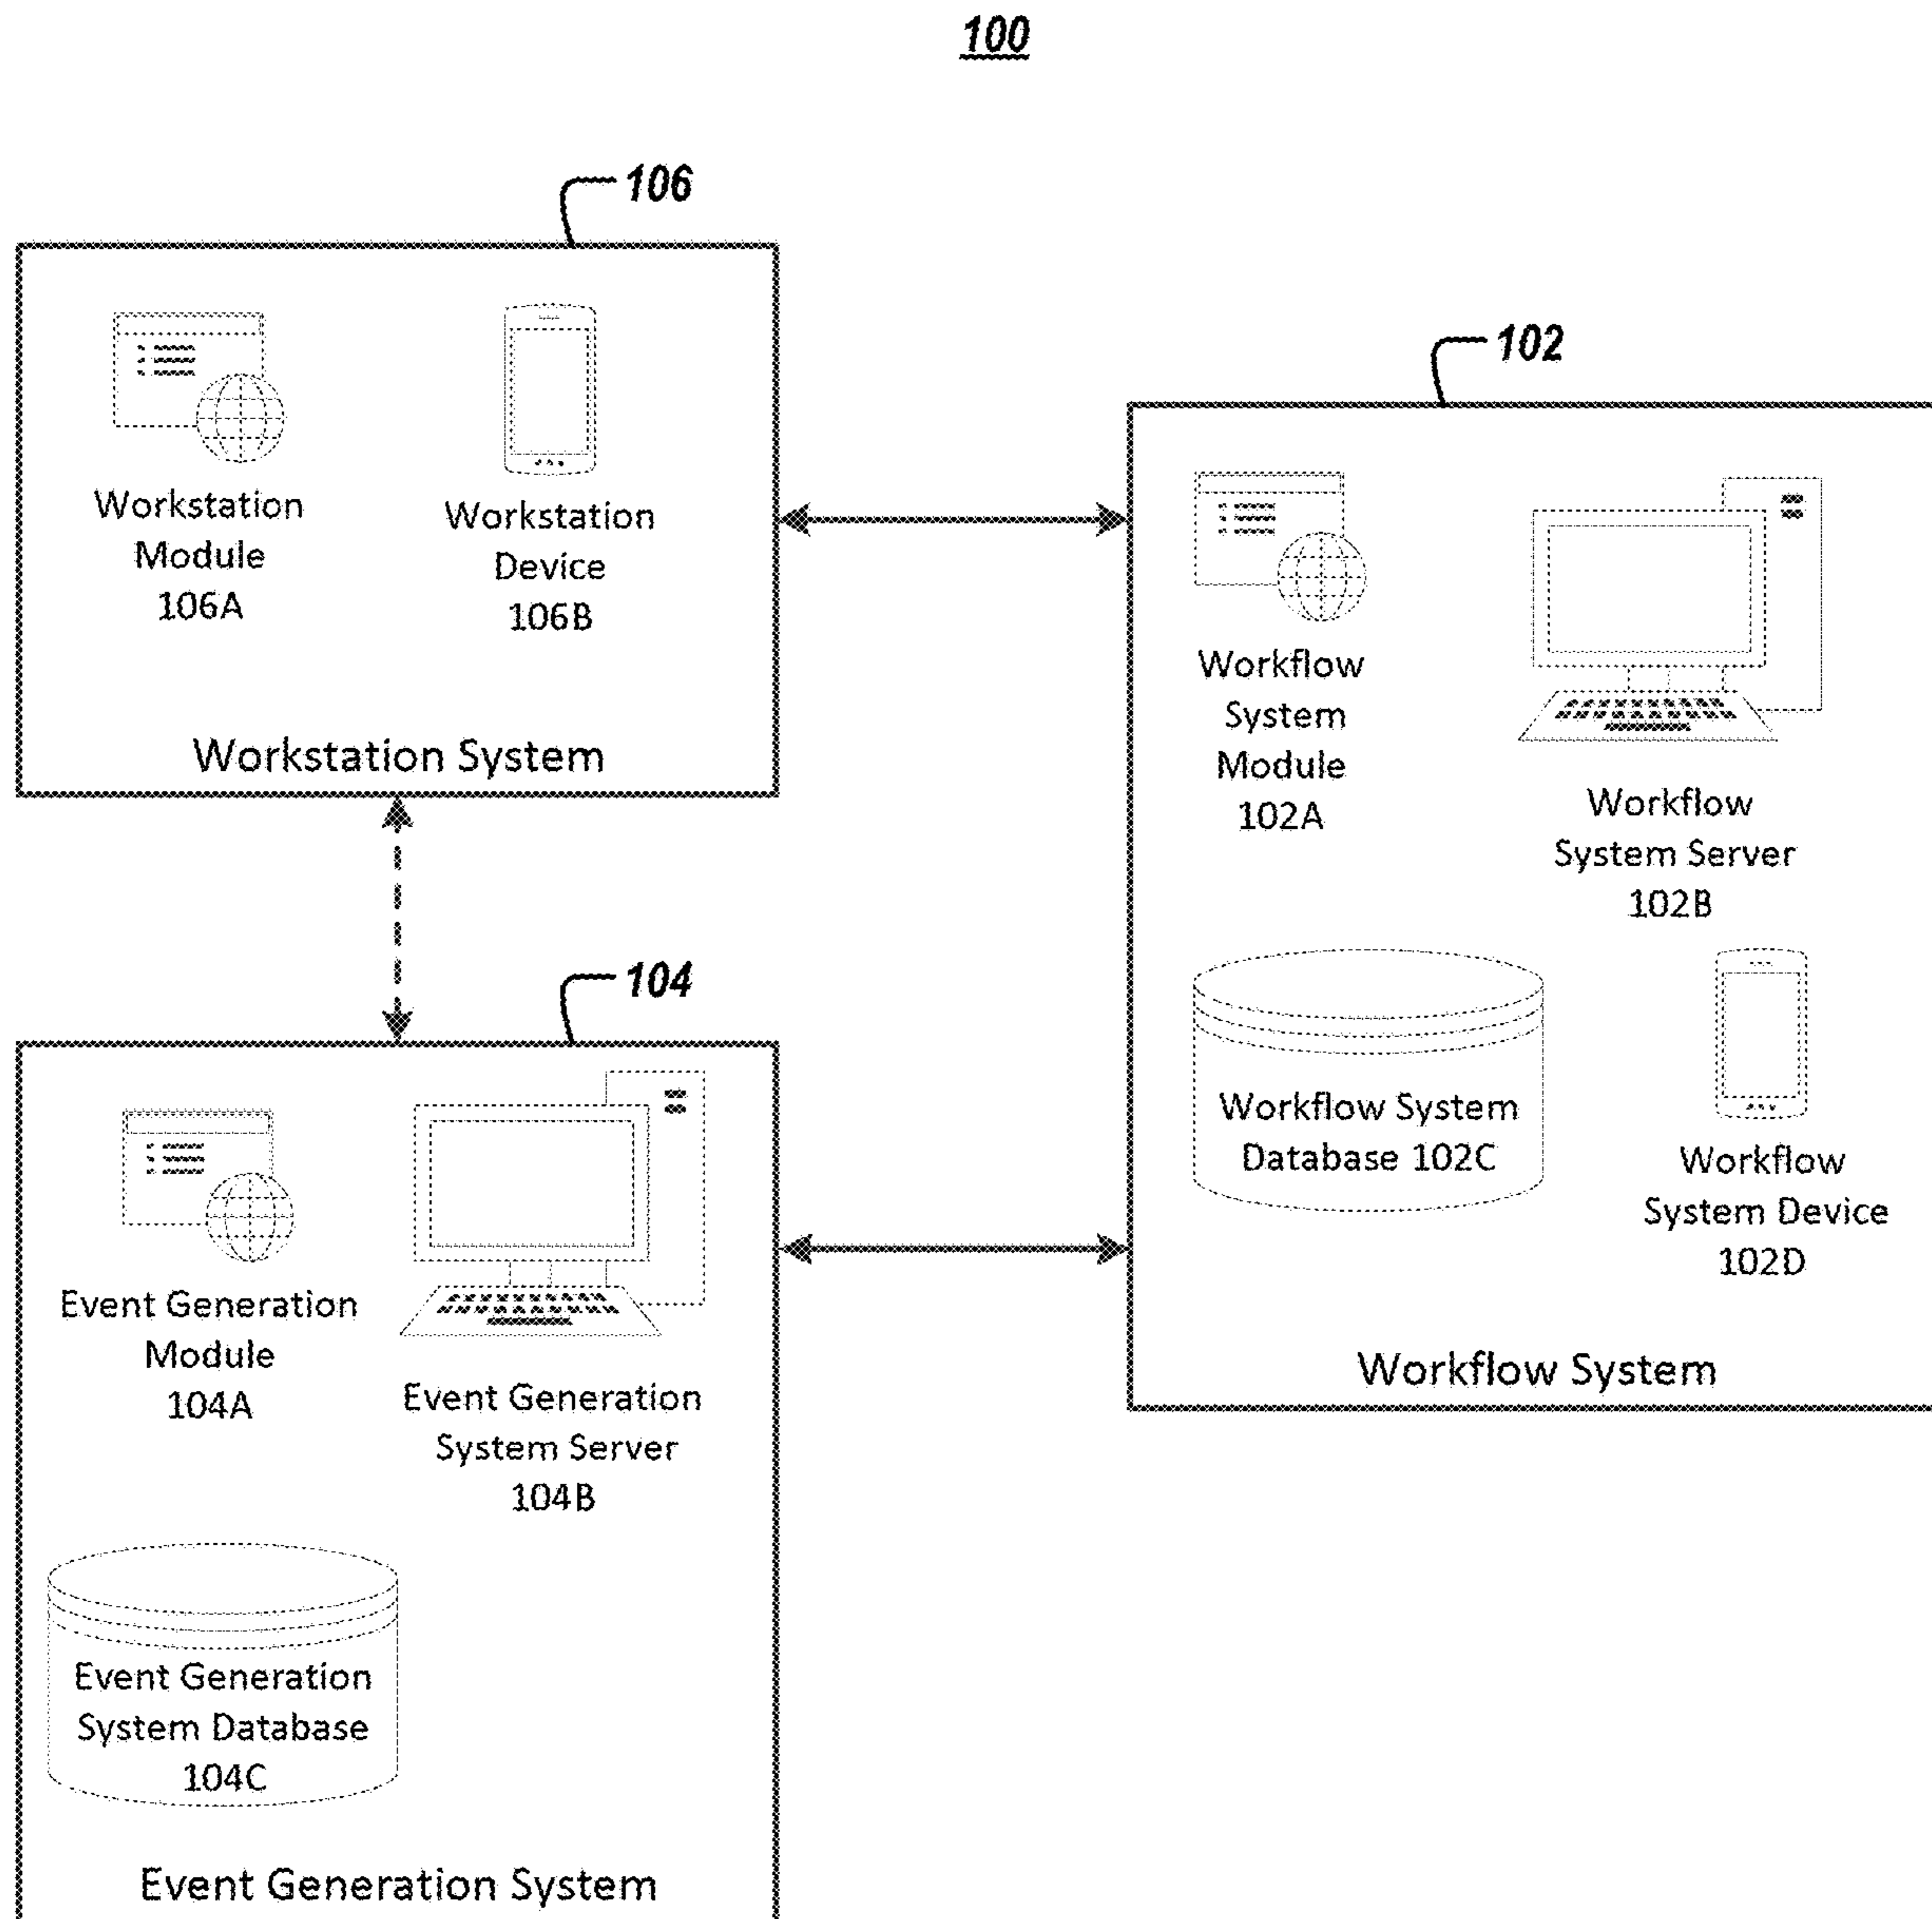 100
106
Workstation
Module
106A
Workstation
Device
106B
Workstation System
102
Workflow
System
Module
102A
Workflow
System Server
102B
Workflow System
Database 102C
Workflow
System Device
102D
Workflow System
104
Event Generation
Module
104A
Event Generation
System Server
104B
Event Generation
System Database
104C
Event Generation System